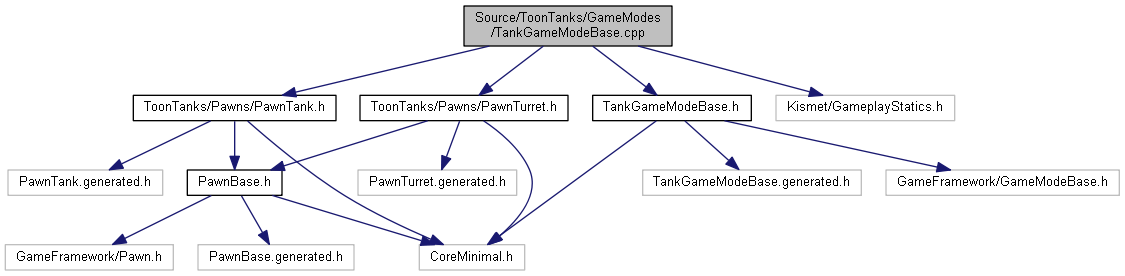 Source/ToonTanks/GameModes
/TankGameModeBase.cpp
ToonTanks/Pawns/PawnTank.h
ToonTanks/Pawns/PawnTurret.h
TankGameModeBase.h
Kismet/GameplayStatics.h
PawnTank.generated.h
PawnBase.h
PawnTurret.generated.h
TankGameModeBase.generated.h
GameFramework/GameModeBase.h
GameFramework/Pawn.h
PawnBase.generated.h
CoreMinimal.h